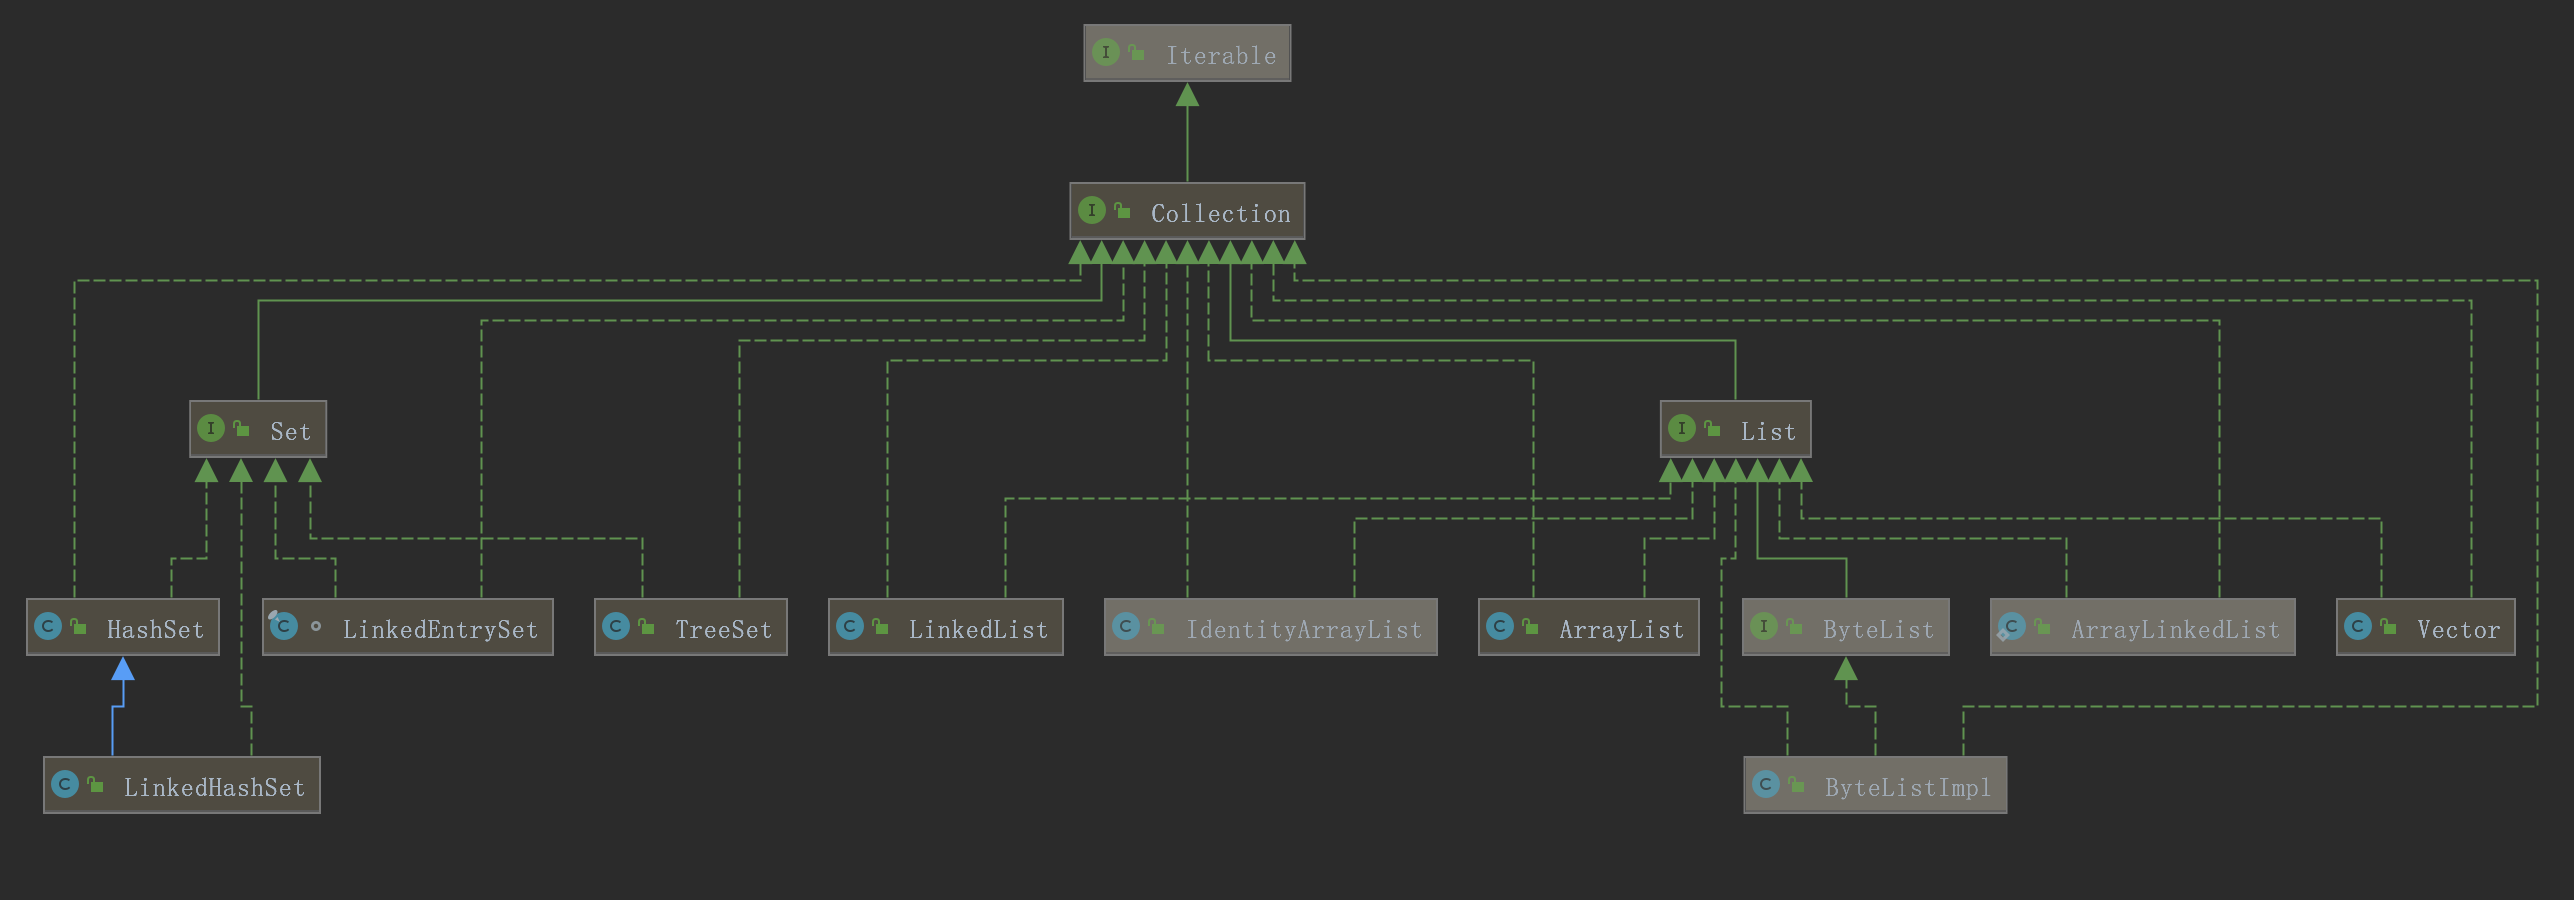 I Iterable
I Collection
I Set
I List
C HashSet
C LinkedEntrySet
C TreeSet
C LinkedList
C IdentityArrayList
C ArrayList
I ByteList
C ArrayLinkedList
C Vector
C LinkedHashSet
C ByteListImpl